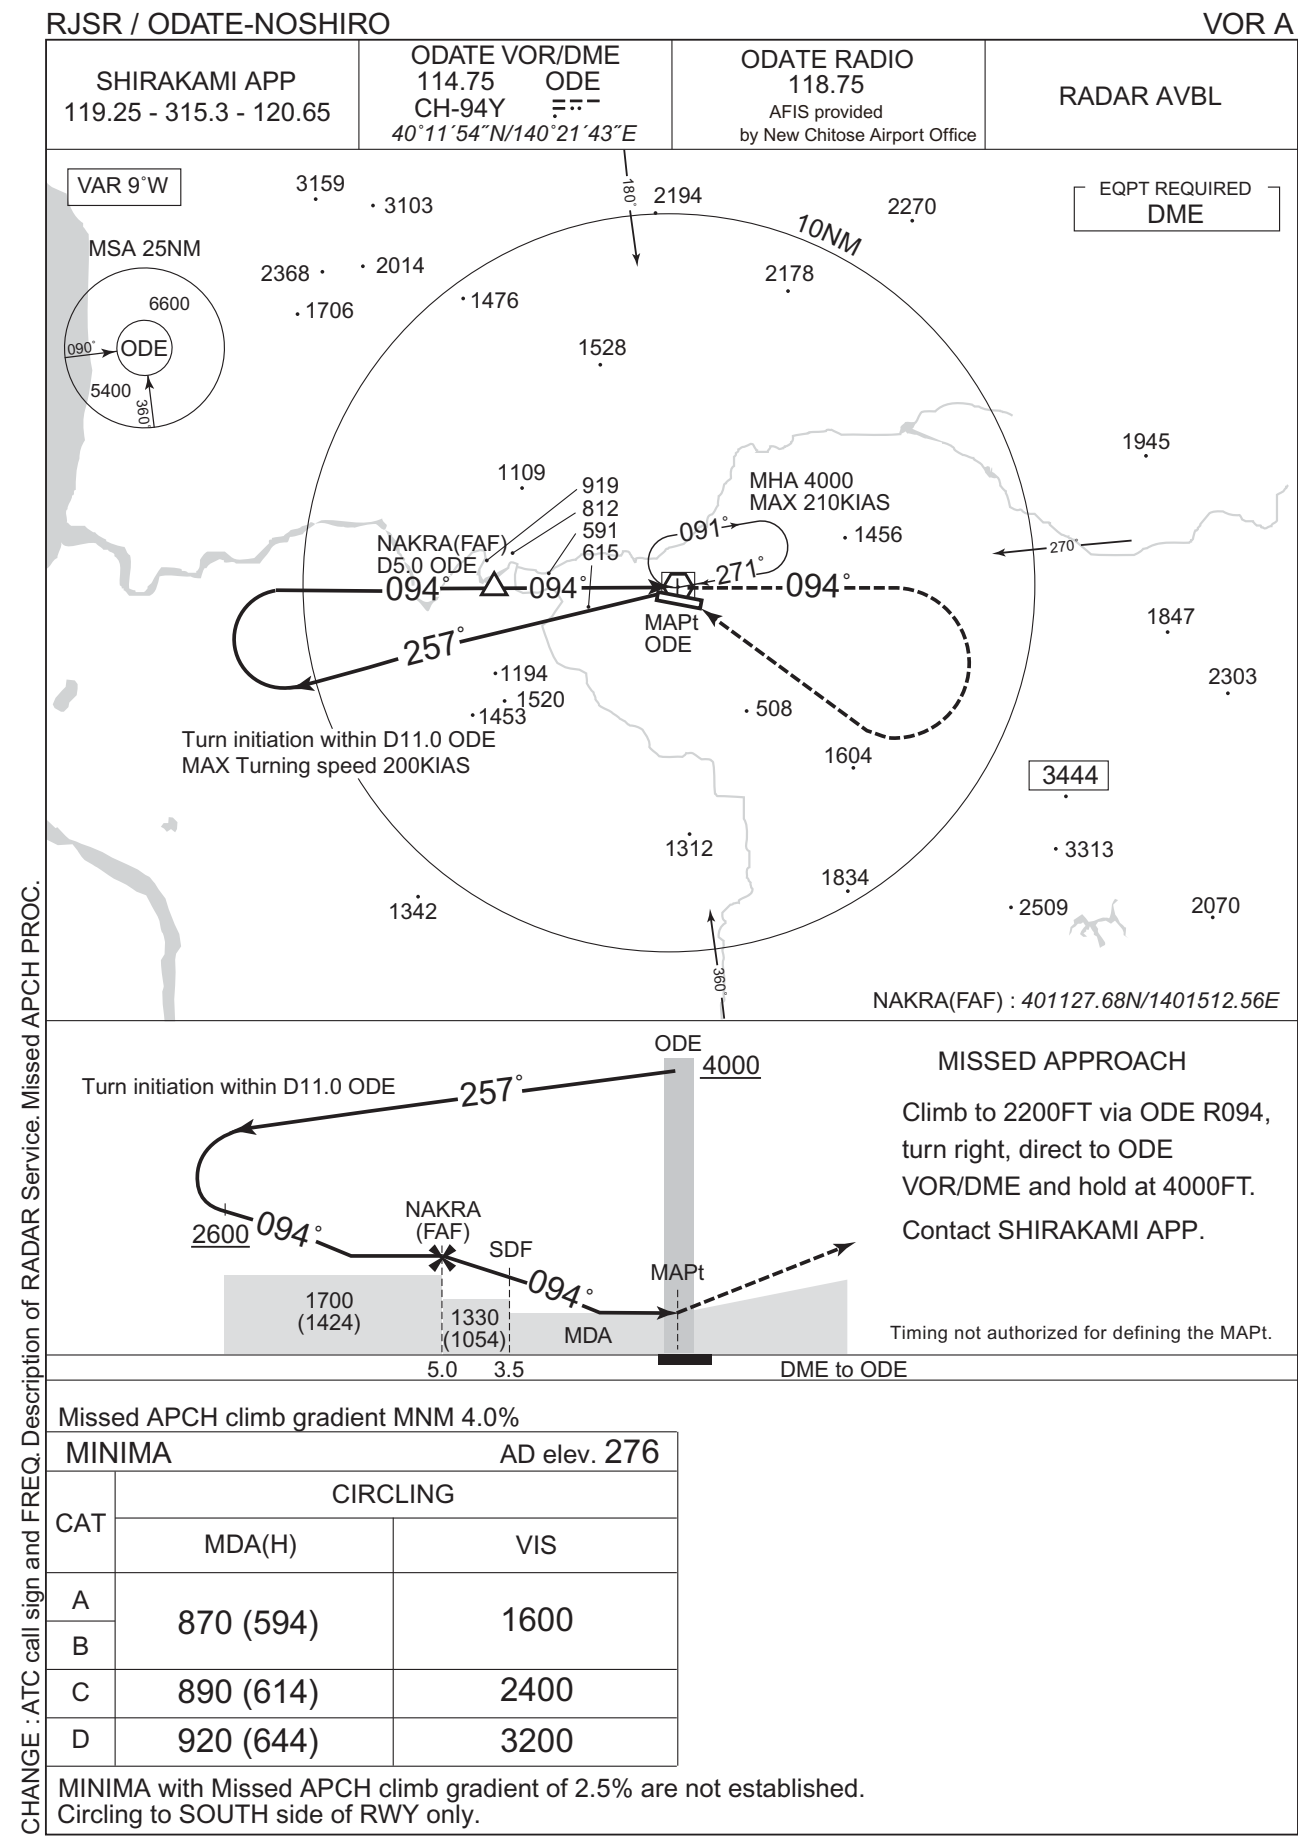 RJSR / ODATE-NOSHIRO
VOR A
SHIRAKAMI APP
119.25 - 315.3 - 120.65
ODATE VOR/DME
114.75 ODE
CH-94Y
40°11´54˝N/140°21´43˝E
ODATE RADIO
118.75
AFIS provided
by New Chitose Airport Office
RADAR AVBL
VAR 9°W
MSA 25NM
6600
090°
ODE
5400
360°
EQPT REQUIRED
DME
180°
10NM
3159
3103
2194
2270
2368
2014
2178
1706
1476
1528
1945
1109
919
812
591
615
MHA 4000
MAX 210KIAS
1456
091°
271°
270°
NAKRA(FAF)
D5.0 ODE
094°
094°
094°
MAPt
ODE
257°
1847
1194
1520
1453
508
2303
Turn initiation within D11.0 ODE
MAX Turning speed 200KIAS
1604
3444
1312
3313
1834
1342
2509
2070
360°
NAKRA(FAF) : 401127.68N/1401512.56E
ODE
4000
Turn initiation within D11.0 ODE
257°
2600
094°
NAKRA
(FAF)
SDF
094°
MAPt
1700
(1424)
1330
(1054)
MDA
5.0
3.5
DME to ODE
MISSED APPROACH
Climb to 2200FT via ODE R094,
turn right, direct to ODE
VOR/DME and hold at 4000FT.
Contact SHIRAKAMI APP.
Timing not authorized for defining the MAPt.
Missed APCH climb gradient MNM 4.0%
MINIMA
AD elev. 276
CAT
CIRCLING
MDA(H)
VIS
A
B
870 (594)
1600
C
890 (614)
2400
D
920 (644)
3200
MINIMA with Missed APCH climb gradient of 2.5% are not established.
Circling to SOUTH side of RWY only.
CHANGE : ATC call sign and FREQ. Description of RADAR Service. Missed APCH PROC.